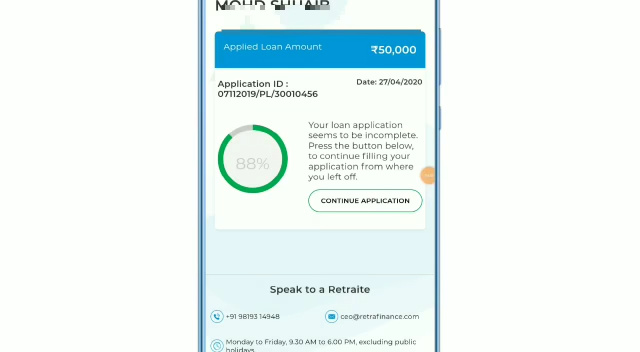 Applied Loan Amount
₹50,000
Application ID :
07112019/PL/30010456
Date: 27/04/2020
88%
Your loan application
seems to be incomplete.
Press the button below,
to continue filling your
application from where
you left off.
CONTINUE APPLICATION
Speak to a Retraite
+91 98193 14948
ceo@retrafinance.com
Monday to Friday, 9.30 AM to 6.00 PM, excluding public
holidays